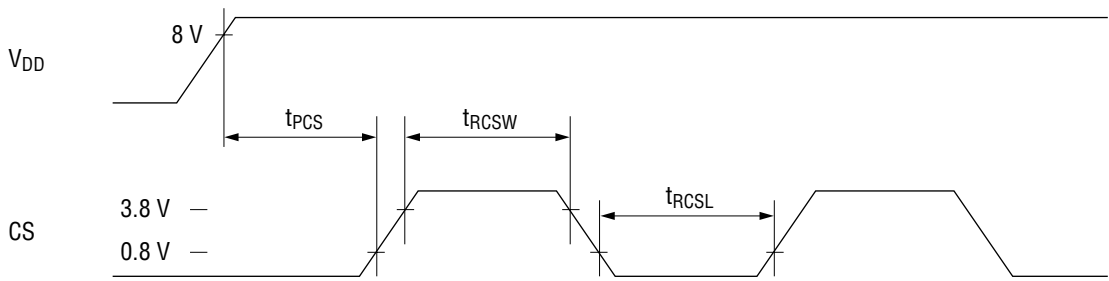 8 V
VDD
tPCS
tRCSW
3.8 V
tRCSL
CS
0.8 V